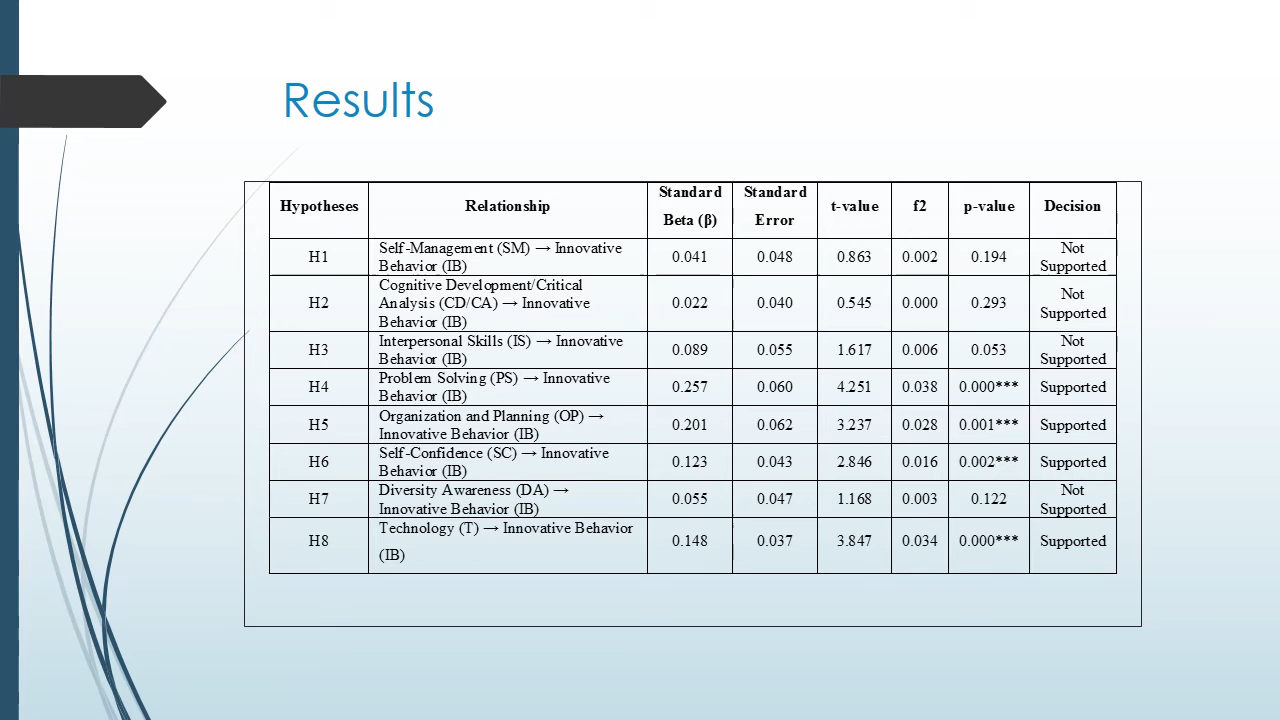 Results
Hypotheses Relationship Standard Beta (β) Standard Error t-value f2 p-value Decision
H1 Self-Management (SM) → Innovative Behavior (IB) 0.041 0.048 0.863 0.002 0.194 Not Supported
H2 Cognitive Development/Critical Analysis (CD/CA) → Innovative Behavior (IB) 0.022 0.040 0.545 0.000 0.293 Not Supported
H3 Interpersonal Skills (IS) → Innovative Behavior (IB) 0.089 0.055 1.617 0.006 0.053 Not Supported
H4 Problem Solving (PS) → Innovative Behavior (IB) 0.257 0.060 4.251 0.038 0.000*** Supported
H5 Organization and Planning (OP) → Innovative Behavior (IB) 0.201 0.062 3.237 0.028 0.001*** Supported
H6 Self-Confidence (SC) → Innovative Behavior (IB) 0.123 0.043 2.846 0.016 0.002*** Supported
H7 Diversity Awareness (DA) → Innovative Behavior (IB) 0.055 0.047 1.168 0.003 0.122 Not Supported
H8 Technology (T) → Innovative Behavior (IB) 0.148 0.037 3.847 0.034 0.000*** Supported